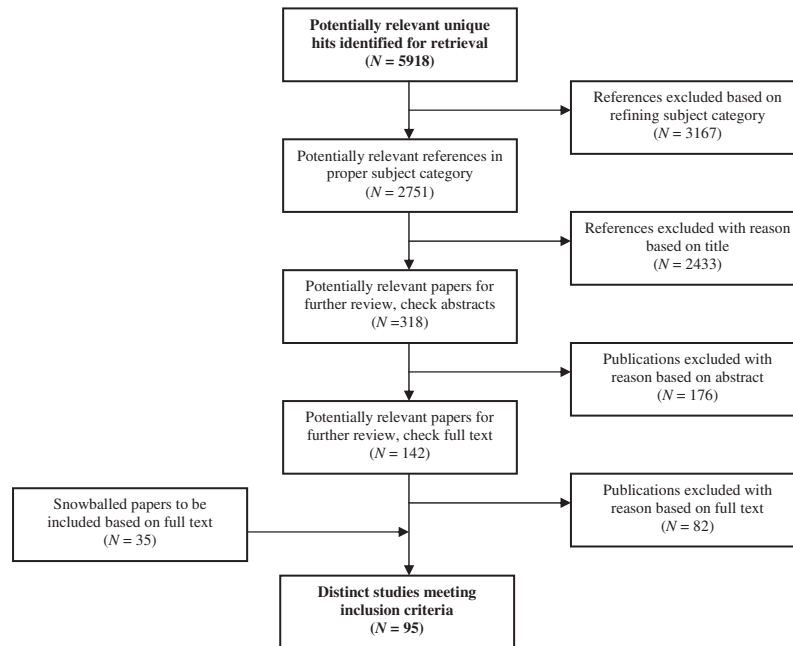 Potentially relevant unique
hits identified for retrieval
(N = 5918)
References excluded based on
refining subject category
(N = 3167)
Potentially relevant references in
proper subject category
(N = 2751)
References excluded with reason
based on title
(N = 2433)
Potentially relevant papers for
further review, check abstracts
(N =318)
Publications excluded with
reason based on abstract
(N = 176)
Potentially relevant papers for
further review, check full text
(N = 142)
Snowballed papers to be
included based on full text
(N = 35)
Publications excluded with
reason based on full text
(N = 82)
Distinct studies meeting
inclusion criteria
(N = 95)